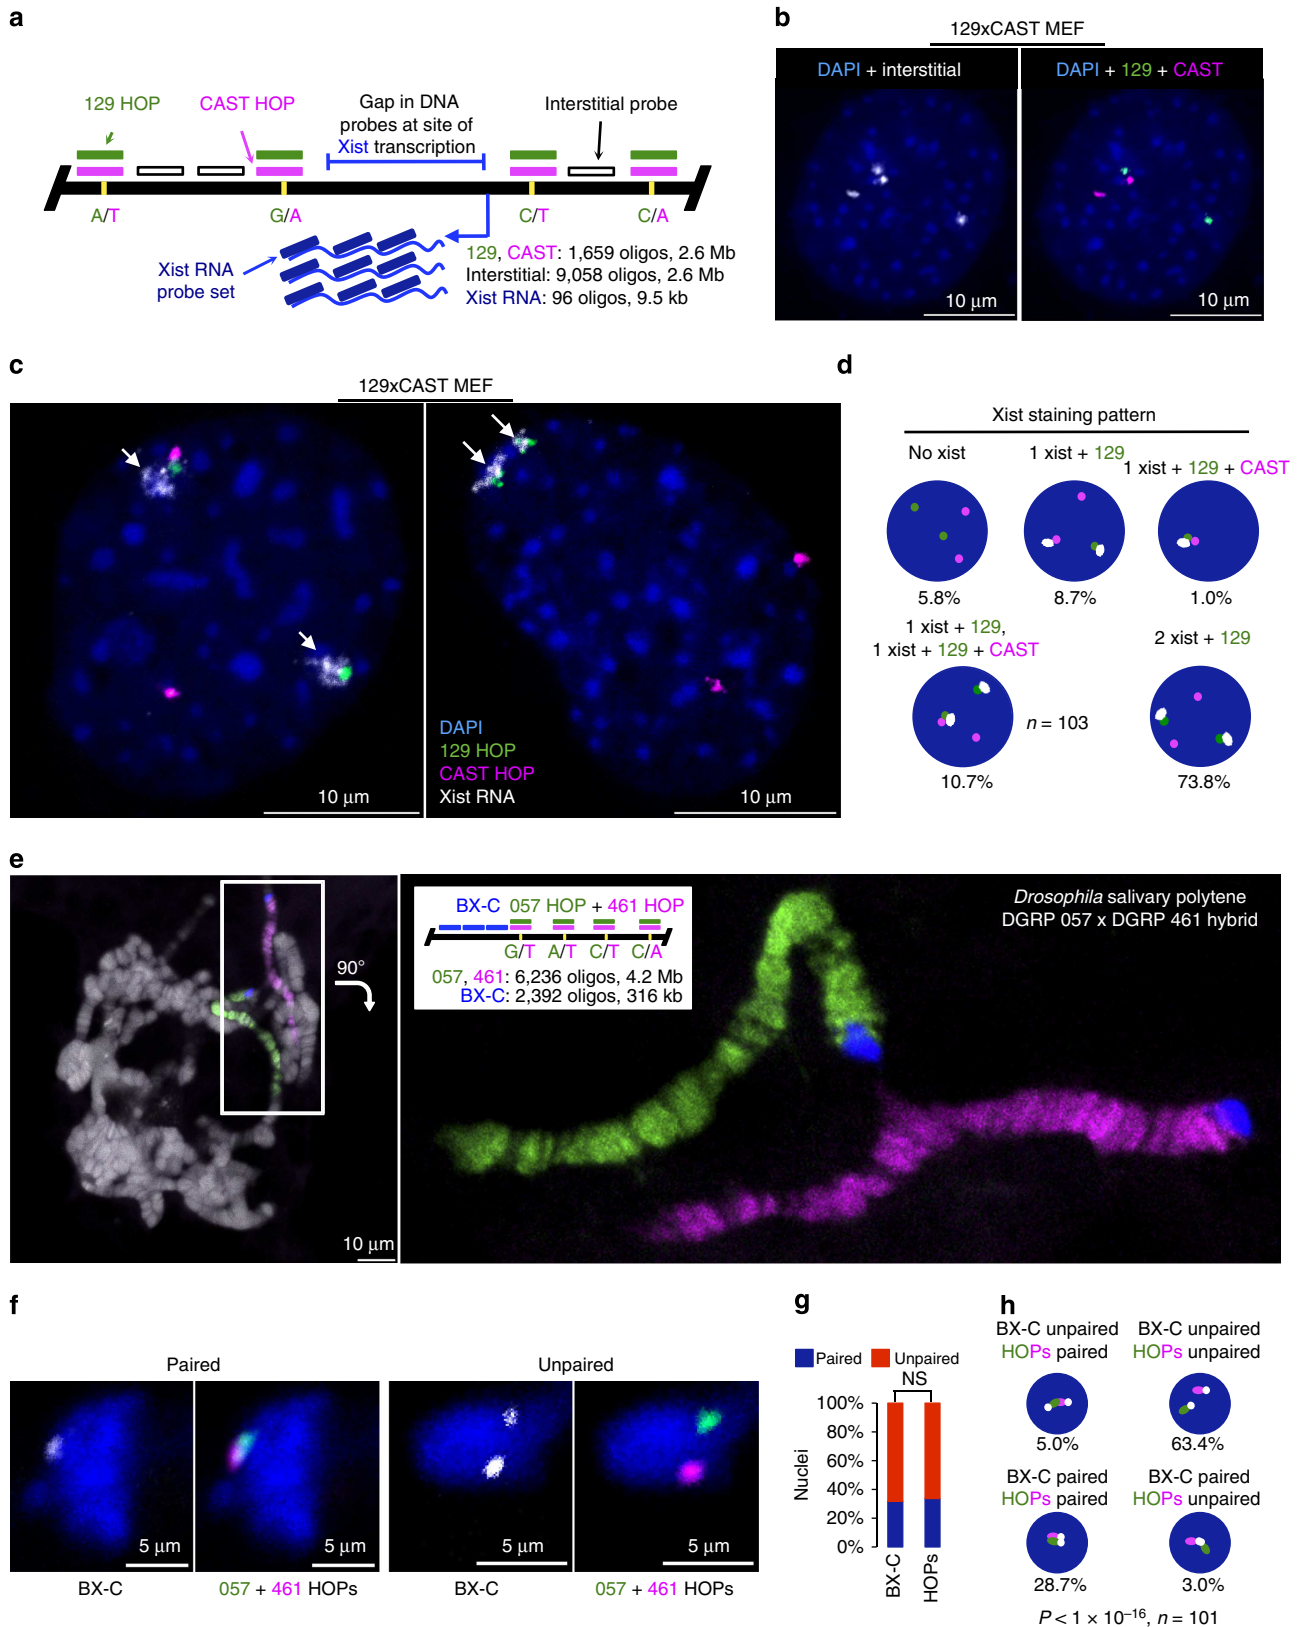 a
129 HOP
CAST HOP
Gap in DNA
probes at site of
Xist transcription
Interstitial probe
A/T
G/A
C/T
C/A
Xist RNA
probe set
129, CAST: 1,659 oligos, 2.6 Mb
Interstitial: 9,058 oligos, 2.6 Mb
Xist RNA: 96 oligos, 9.5 kb
b
129xCAST MEF
DAPI + interstitial
DAPI + 129 + CAST
10 μm
10 μm
c
129xCAST MEF
DAPI
129 HOP
CAST HOP
Xist RNA
10 μm
10 μm
d
Xist staining pattern
No xist
1 xist + 129
1 xist + 129 + CAST
5.8%
8.7%
1.0%
1 xist + 129,
1 xist + 129 + CAST
2 xist + 129
n = 103
10.7%
73.8%
e
90°
10 μm
BX-C 057 HOP + 461 HOP
G/T A/T C/T C/A
057, 461: 6,236 oligos, 4.2 Mb
BX-C: 2,392 oligos, 316 kb
Drosophila salivary polytene
DGRP 057 x DGRP 461 hybrid
f
Paired
Unpaired
5 μm
5 μm
5 μm
5 μm
BX-C
057 + 461 HOPs
BX-C
057 + 461 HOPs
g
Paired
Unpaired
NS
100%
80%
60%
40%
20%
0%
Nuclei
BX-C
HOPs
h
BX-C unpaired
HOPs paired
BX-C unpaired
HOPs unpaired
5.0%
63.4%
BX-C paired
HOPs paired
BX-C paired
HOPs unpaired
28.7%
3.0%
P < 1 × 10⁻¹⁶, n = 101